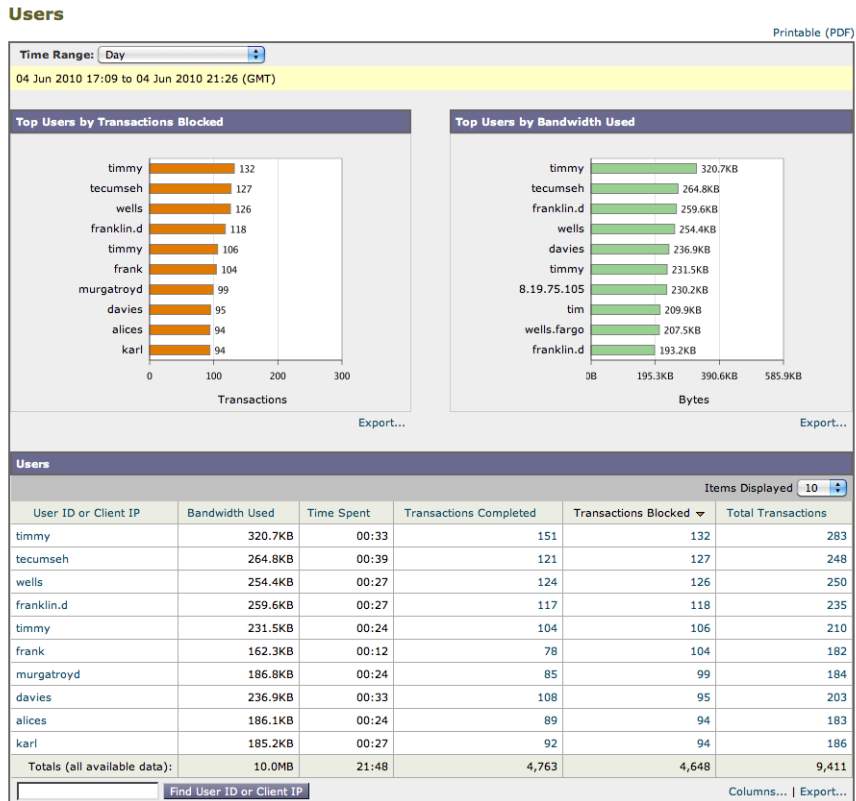 Users
Printable (PDF)
Time Range: Day
04 Jun 2010 17:09 to 04 Jun 2010 21:26 (GMT)
Top Users by Transactions Blocked
timmy 132
tecumseh 127
wells 126
franklin.d 118
timmy 106
frank 104
murgatroyd 99
davies 95
alices 94
karl 94
0 100 200 300
Transactions
Export...
Top Users by Bandwidth Used
timmy 320.7KB
tecumseh 264.8KB
franklin.d 259.6KB
wells 254.4KB
davies 236.9KB
timmy 231.5KB
8.19.75.105 230.2KB
tim 209.9KB
wells.fargo 207.5KB
franklin.d 193.2KB
0B 195.3KB 390.6KB 585.9KB
Bytes
Export...
Users
Items Displayed 10
User ID or Client IP Bandwidth Used Time Spent Transactions Completed Transactions Blocked Total Transactions
timmy 320.7KB 00:33 151 132 283
tecumseh 264.8KB 00:39 121 127 248
wells 254.4KB 00:27 124 126 250
franklin.d 259.6KB 00:27 117 118 235
timmy 231.5KB 00:24 104 106 210
frank 162.3KB 00:12 78 104 182
murgatroyd 186.8KB 00:24 85 99 184
davies 236.9KB 00:33 108 95 203
alices 186.1KB 00:24 89 94 183
karl 185.2KB 00:27 92 94 186
Totals (all available data): 10.0MB 21:48 4,763 4,648 9,411
Find User ID or Client IP
Columns... | Export...